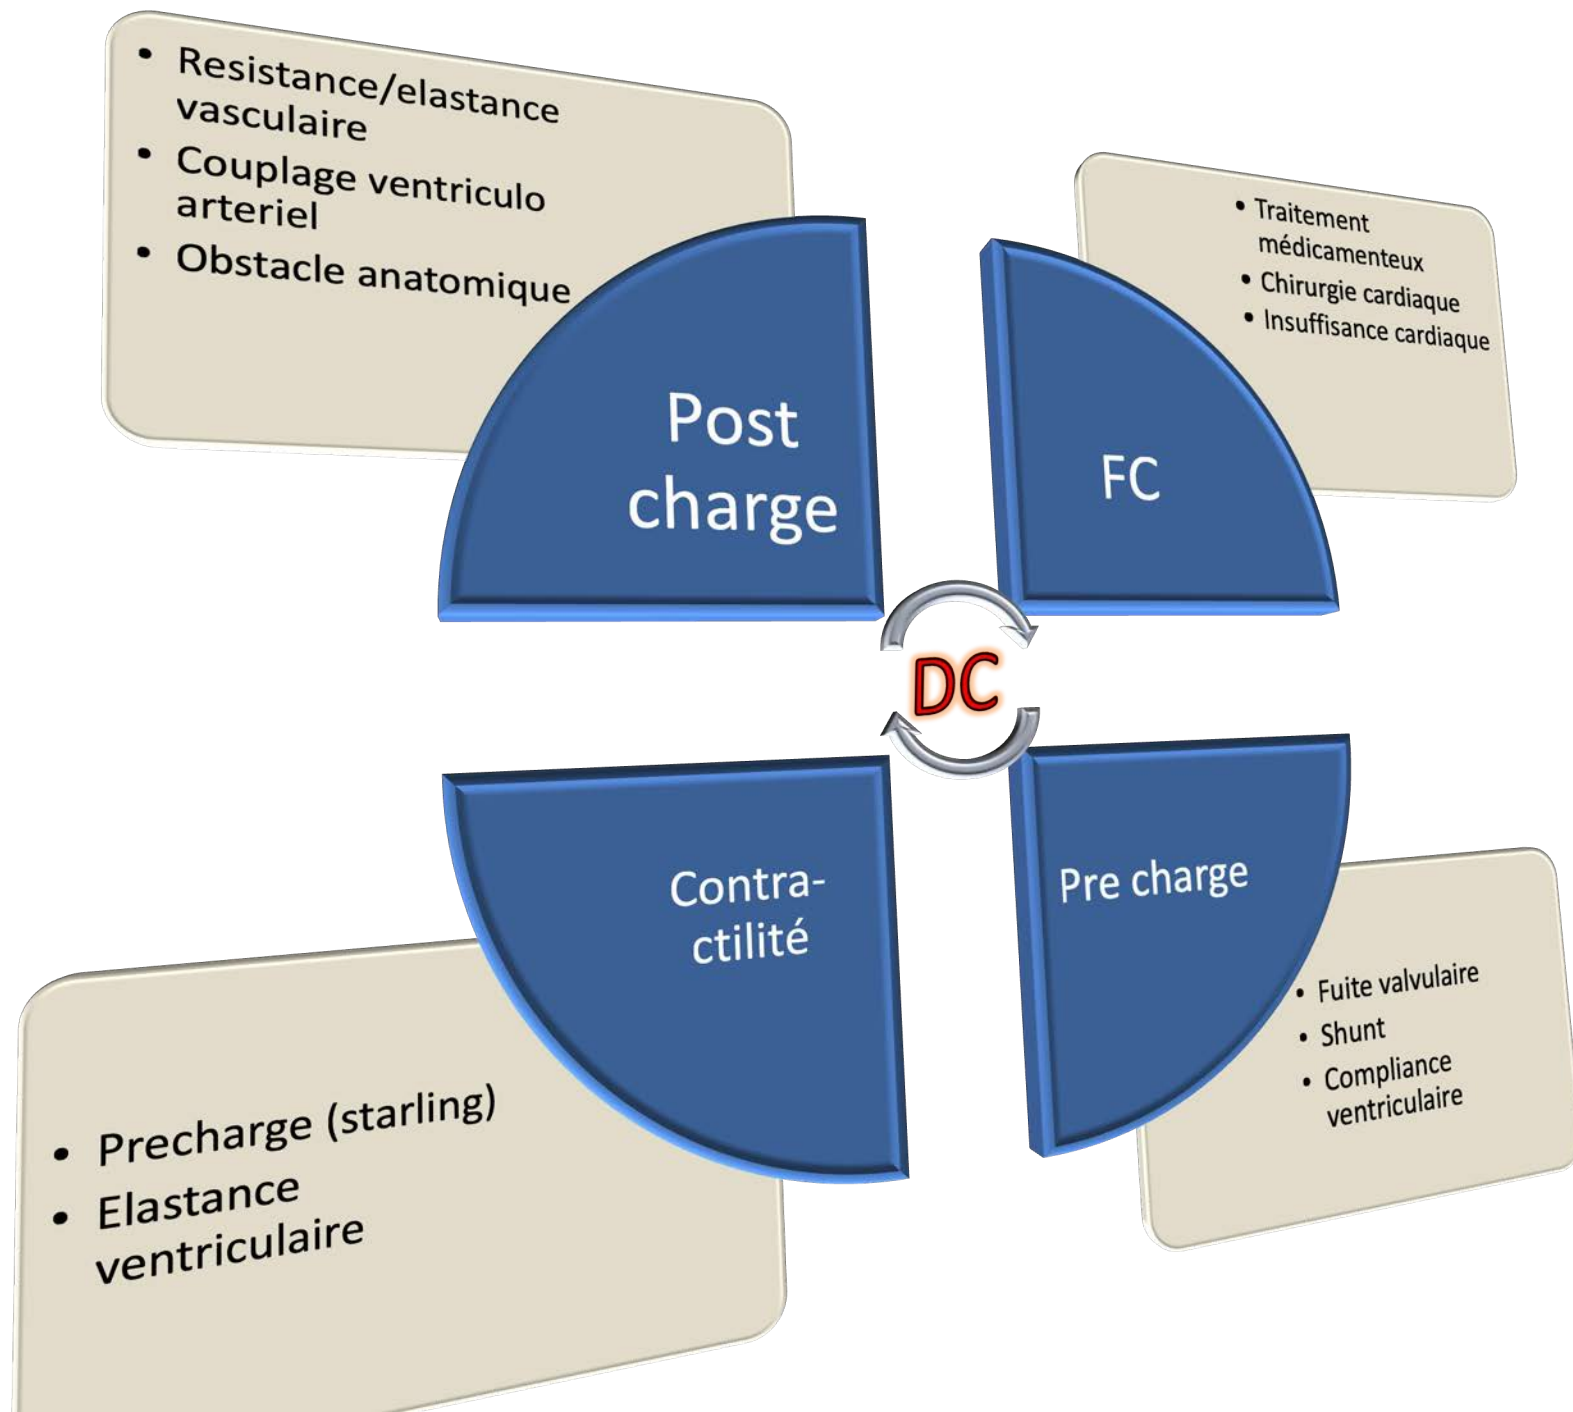 • Resistance/elastance
vasculaire
• Couplage ventriculo
arteriel
• Obstacle anatomique
Post
charge
• Traitement
médicamenteux
• Chirurgie cardiaque
• Insuffisance cardiaque
FC
DC
Contra-
ctilité
• Precharge (starling)
• Elastance
ventriculaire
Pre charge
• Fuite valvulaire
• Shunt
• Compliance
ventriculaire